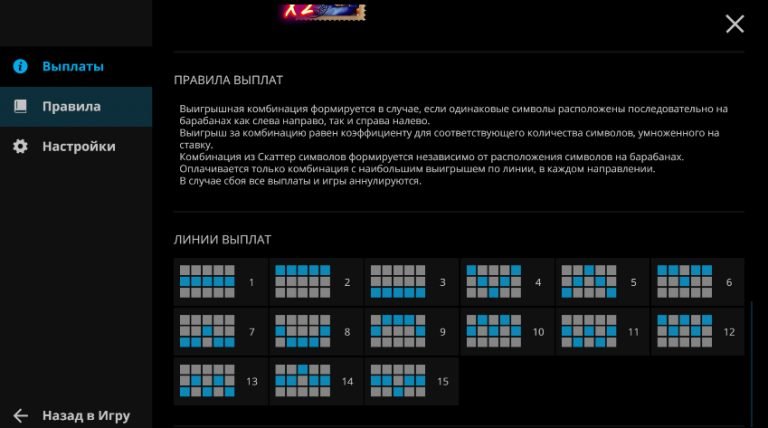 X2
Выплаты
Правила
Настройки
Назад в Игру
ПРАВИЛА ВЫПЛАТ
Выигрышная комбинация формируется в случае, если одинаковые символы расположены последовательно на
барабанах как слева направо, так и справа налево.
Выигрыш за комбинацию равен коэффициенту для соответствующего количества символов, умноженного на
ставку.
Комбинация из Скаттер символов формируется независимо от расположения символов на барабанах.
Оплачивается только комбинация с наибольшим выигрышем по линии, в каждом направлении.
В случае сбоя все выплаты и игры аннулируются.
ЛИНИИ ВЫПЛАТ
1 2 3 4 5 6
7 8 9 10 11 12
13 14 15